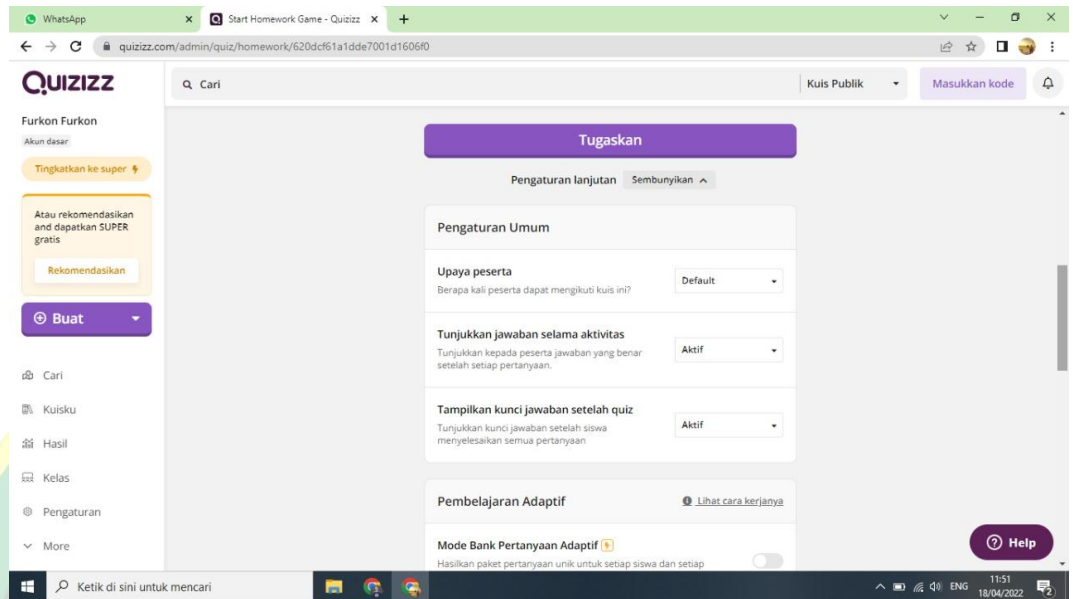 WhatsApp
Start Homework Game - Quizizz
quizizz.com/admin/quiz/homework/620dcf61a1dde7001d1606f0
QUIZIZZ
Cari
Kuis Publik
Masukkan kode
Furkon Furkon
Akun dasar
Tingkatkan ke super
Atau rekomendasikan
and dapatkan SUPER
gratis
Rekomendasikan
Buat
Cari
Kuisku
Hasil
Kelas
Pengaturan
More
Tugaskan
Pengaturan lanjutan Sembunyikan
Pengaturan Umum
Upaya peserta
Berapa kali peserta dapat mengikuti kuis ini?
Default
Tunjukkan jawaban selama aktivitas
Tunjukkan kepada peserta jawaban yang benar
setelah setiap pertanyaan.
Aktif
Tampilkan kunci jawaban setelah quiz
Tunjukkan kunci jawaban setelah siswa
menyelesaikan semua pertanyaan
Aktif
Pembelajaran Adaptif
Lihat cara kerjanya
Mode Bank Pertanyaan Adaptif
Hasilkan paket pertanyaan unik untuk setiap siswa dan setiap
Help
Ketik di sini untuk mencari
ENG
11:51
18/04/2022
2